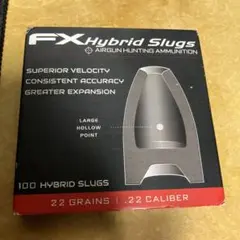 FX Hybrid Slugs
AIRGUN HUNTING AMMUNITION
SUPERIOR VELOCITY
CONSISTENT ACCURACY
GREATER EXPANSION
LARGE
HOLLOW
POINT
100 HYBRID SLUGS
22 GRAINS | .22 CALIBER